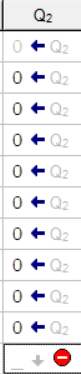 Q₂
0 ← Q₂
0 ← Q₂
0 ← Q₂
0 ← Q₂
0 ← Q₂
0 ← Q₂
0 ← Q₂
0 ← Q₂
0 ← Q₂
0 ← Q₂
_ ↓